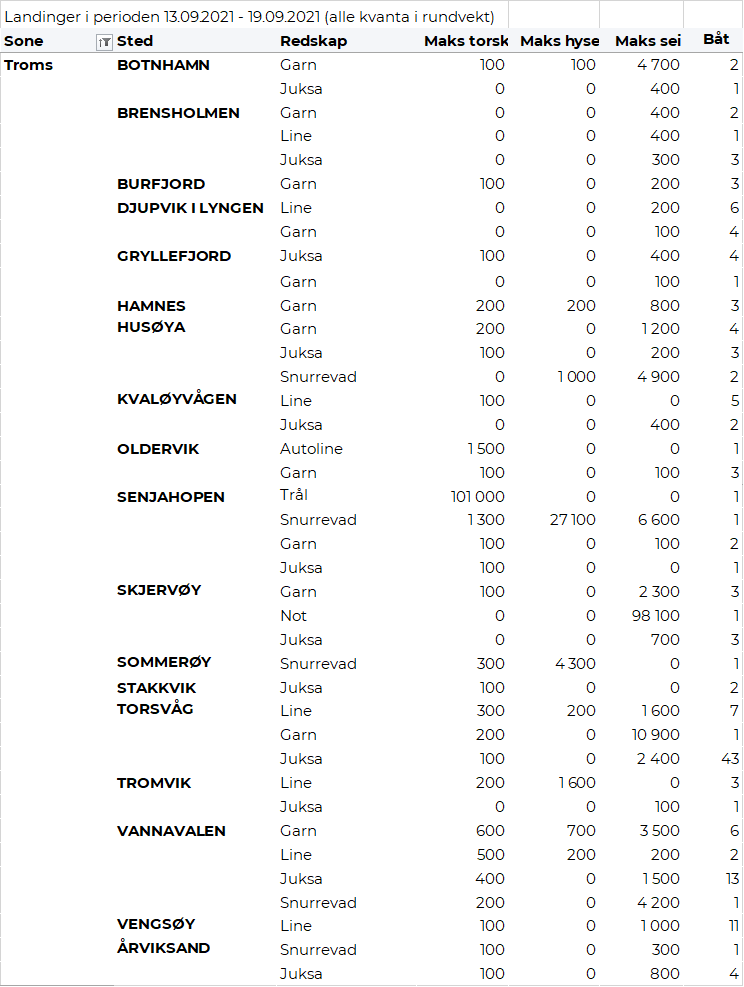 Landinger i perioden 13.09.2021 - 19.09.2021 (alle kvanta i rundvekt)
Sone Sted Redskap Maks torsk Maks hyse Maks sei Båt
Troms BOTNHAMN Garn 100 100 4 700 2
Juksa 0 0 400 1
BRENSHOLMEN Garn 0 0 400 2
Line 0 0 400 1
Juksa 0 0 300 3
BURFJORD Garn 100 0 200 3
DJUPVIK I LYNGEN Line 0 0 200 6
Garn 0 0 100 4
GRYLLEFJORD Juksa 100 0 400 4
Garn 0 0 100 1
HAMNES Garn 200 200 800 3
HUSØYA Garn 200 0 1 200 4
Juksa 100 0 200 3
Snurrevad 0 1 000 4 900 2
KVALØYVÅGEN Line 100 0 0 5
Juksa 0 0 400 2
OLDERVIK Autoline 1 500 0 0 1
Garn 100 0 100 3
SENJAHOPEN Trål 101 000 0 0 1
Snurrevad 1 300 27 100 6 600 1
Garn 100 0 100 2
Juksa 100 0 0 1
SKJERVØY Garn 100 0 2 300 3
Not 0 0 98 100 1
Juksa 0 0 700 3
SOMMERØY Snurrevad 300 4 300 0 1
STAKKVIK Juksa 100 0 0 2
TORSVÅG Line 300 200 1 600 7
Garn 200 0 10 900 1
Juksa 100 0 2 400 43
TROMVIK Line 200 1 600 0 3
Juksa 0 0 100 1
VANNAVALEN Garn 600 700 3 500 6
Line 500 200 200 2
Juksa 400 0 1 500 13
Snurrevad 200 0 4 200 1
VENGSØY Line 100 0 1 000 11
ÅRVIKSAND Snurrevad 100 0 300 1
Juksa 100 0 800 4